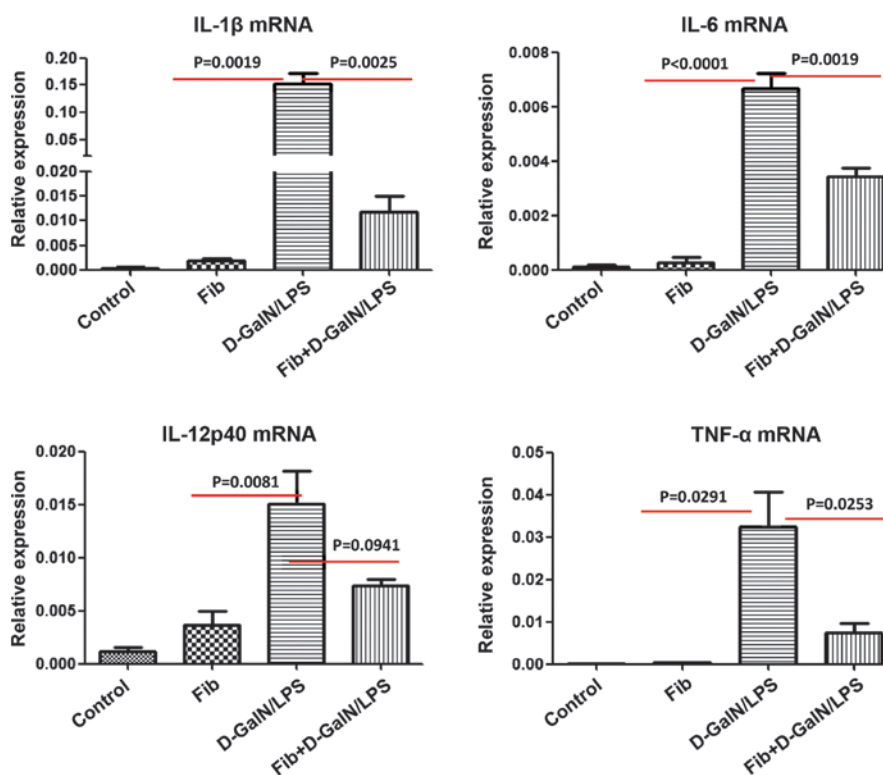 IL-1β mRNA
Relative expression
0.20
0.15
0.10
0.05
0.020
0.015
0.010
0.005
0.000
P=0.0019
P=0.0025
Control
Fib
D-GalN/LPS
Fib+D-GalN/LPS
IL-6 mRNA
Relative expression
0.008
0.006
0.004
0.002
0.000
P<0.0001
P=0.0019
Control
Fib
D-GalN/LPS
Fib+D-GalN/LPS
IL-12p40 mRNA
Relative expression
0.020
0.015
0.010
0.005
0.000
P=0.0081
P=0.0941
Control
Fib
D-GalN/LPS
Fib+D-GalN/LPS
TNF-α mRNA
Relative expression
0.05
0.04
0.03
0.02
0.01
0.00
P=0.0291
P=0.0253
Control
Fib
D-GalN/LPS
Fib+D-GalN/LPS